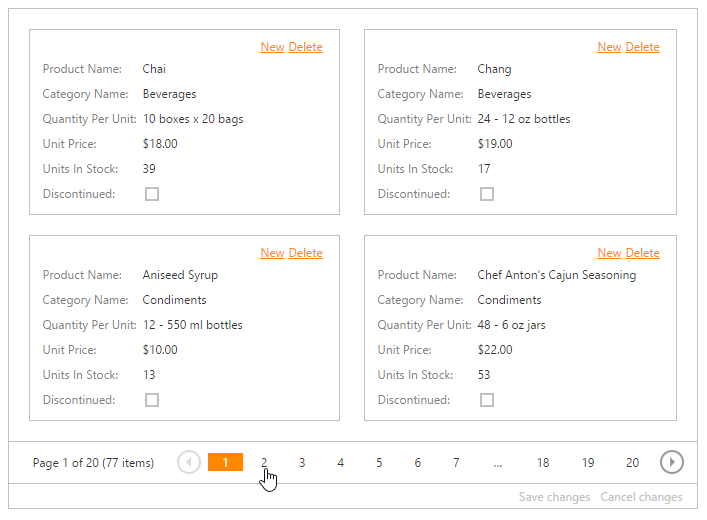 New Delete
Product Name: Chai
Category Name: Beverages
Quantity Per Unit: 10 boxes x 20 bags
Unit Price: $18.00
Units In Stock: 39
Discontinued:
New Delete
Product Name: Chang
Category Name: Beverages
Quantity Per Unit: 24 - 12 oz bottles
Unit Price: $19.00
Units In Stock: 17
Discontinued:
New Delete
Product Name: Aniseed Syrup
Category Name: Condiments
Quantity Per Unit: 12 - 550 ml bottles
Unit Price: $10.00
Units In Stock: 13
Discontinued:
New Delete
Product Name: Chef Anton's Cajun Seasoning
Category Name: Condiments
Quantity Per Unit: 48 - 6 oz jars
Unit Price: $22.00
Units In Stock: 53
Discontinued:
Page 1 of 20 (77 items) 1 2 3 4 5 6 7 ... 18 19 20
Save changes Cancel changes